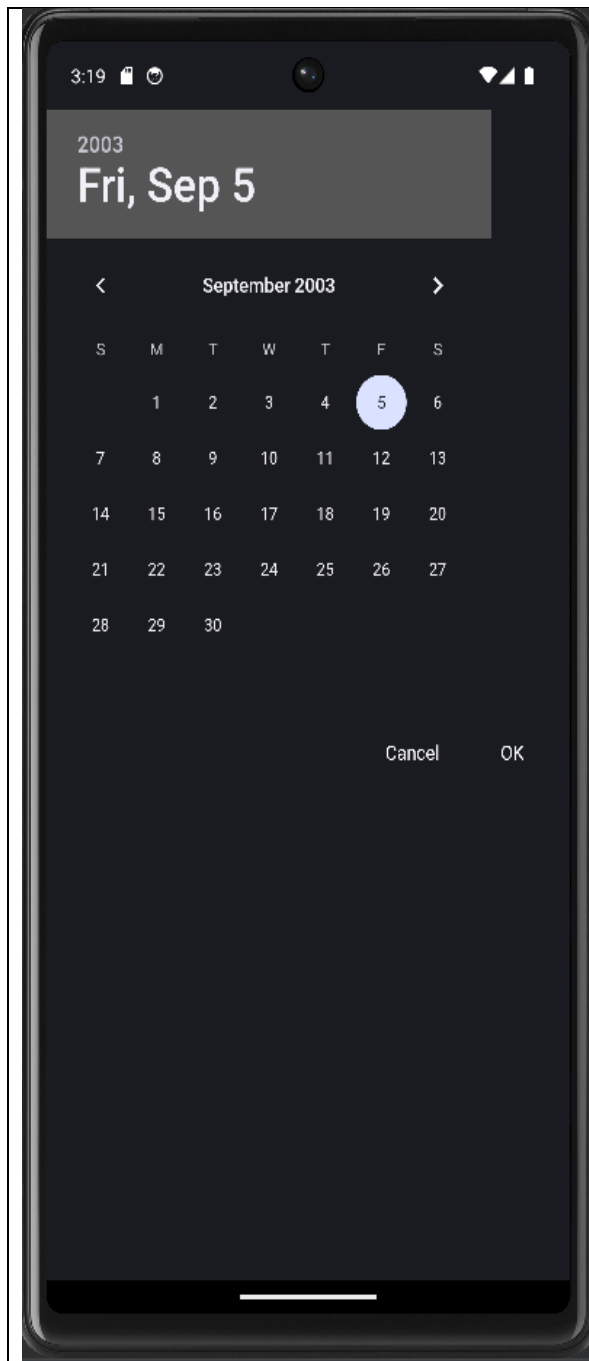 3:19
2003
Fri, Sep 5
September 2003
S M T W T F S
1 2 3 4 5 6
7 8 9 10 11 12 13
14 15 16 17 18 19 20
21 22 23 24 25 26 27
28 29 30
Cancel OK